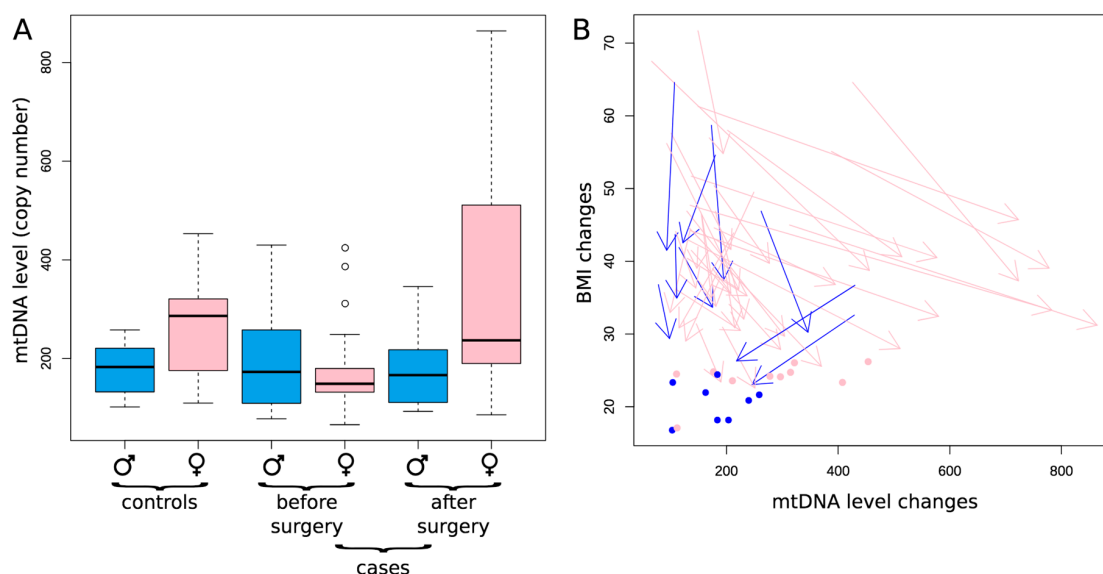 A
mtDNA level (copy number)
800
600
400
200
♂ ♀ ♂ ♀ ♂ ♀
controls
before
surgery
after
surgery
cases
B
BMI changes
70
60
50
40
30
20
200 400 600 800
mtDNA level changes